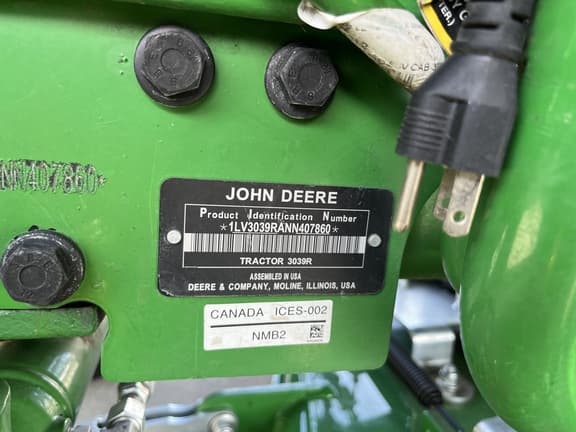 NN407860*
JOHN DEERE
Product Identification Number
*1LV3039RANN407860*
TRACTOR 3039R
ASSEMBLED IN USA
DEERE & COMPANY, MOLINE, ILLINOIS, USA
CANADA ICES-002
NMB2